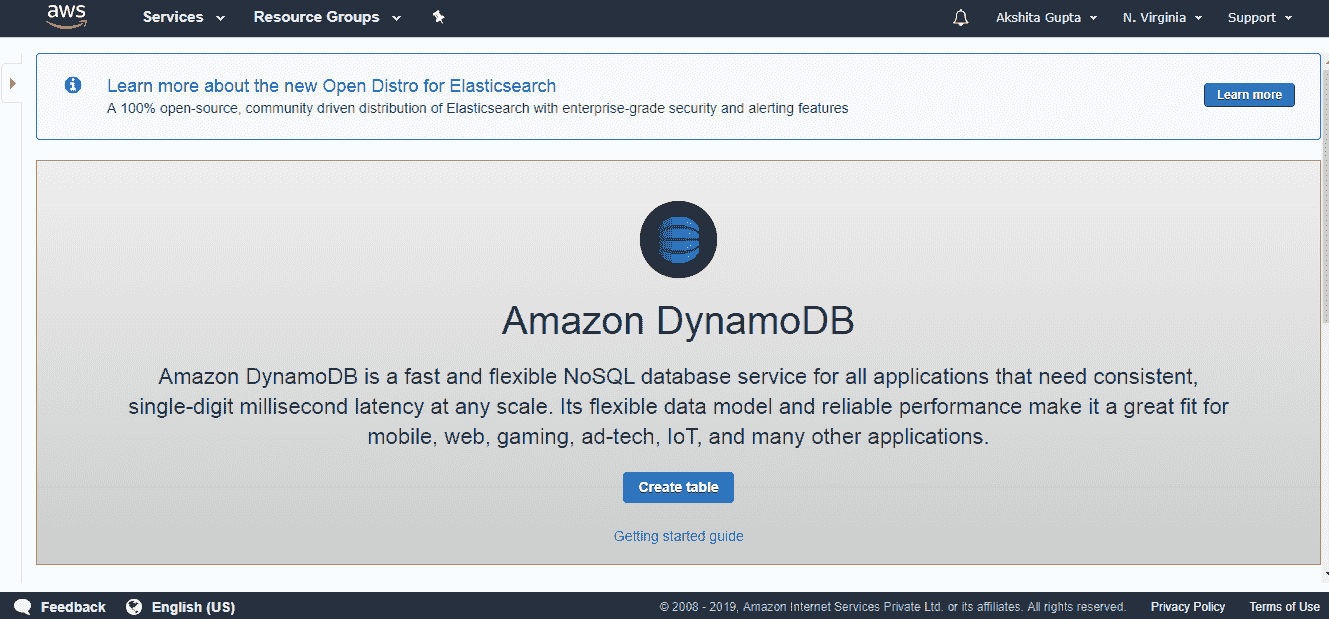 aws
Services
Resource Groups
Akshita Gupta
N. Virginia
Support
Learn more about the new Open Distro for Elasticsearch
A 100% open-source, community driven distribution of Elasticsearch with enterprise-grade security and alerting features
Learn more
Amazon DynamoDB
Amazon DynamoDB is a fast and flexible NoSQL database service for all applications that need consistent,
single-digit millisecond latency at any scale. Its flexible data model and reliable performance make it a great fit for
mobile, web, gaming, ad-tech, IoT, and many other applications.
Create table
Getting started guide
Feedback
English (US)
© 2008 - 2019, Amazon Internet Services Private Ltd. or its affiliates. All rights reserved.
Privacy Policy
Terms of Use